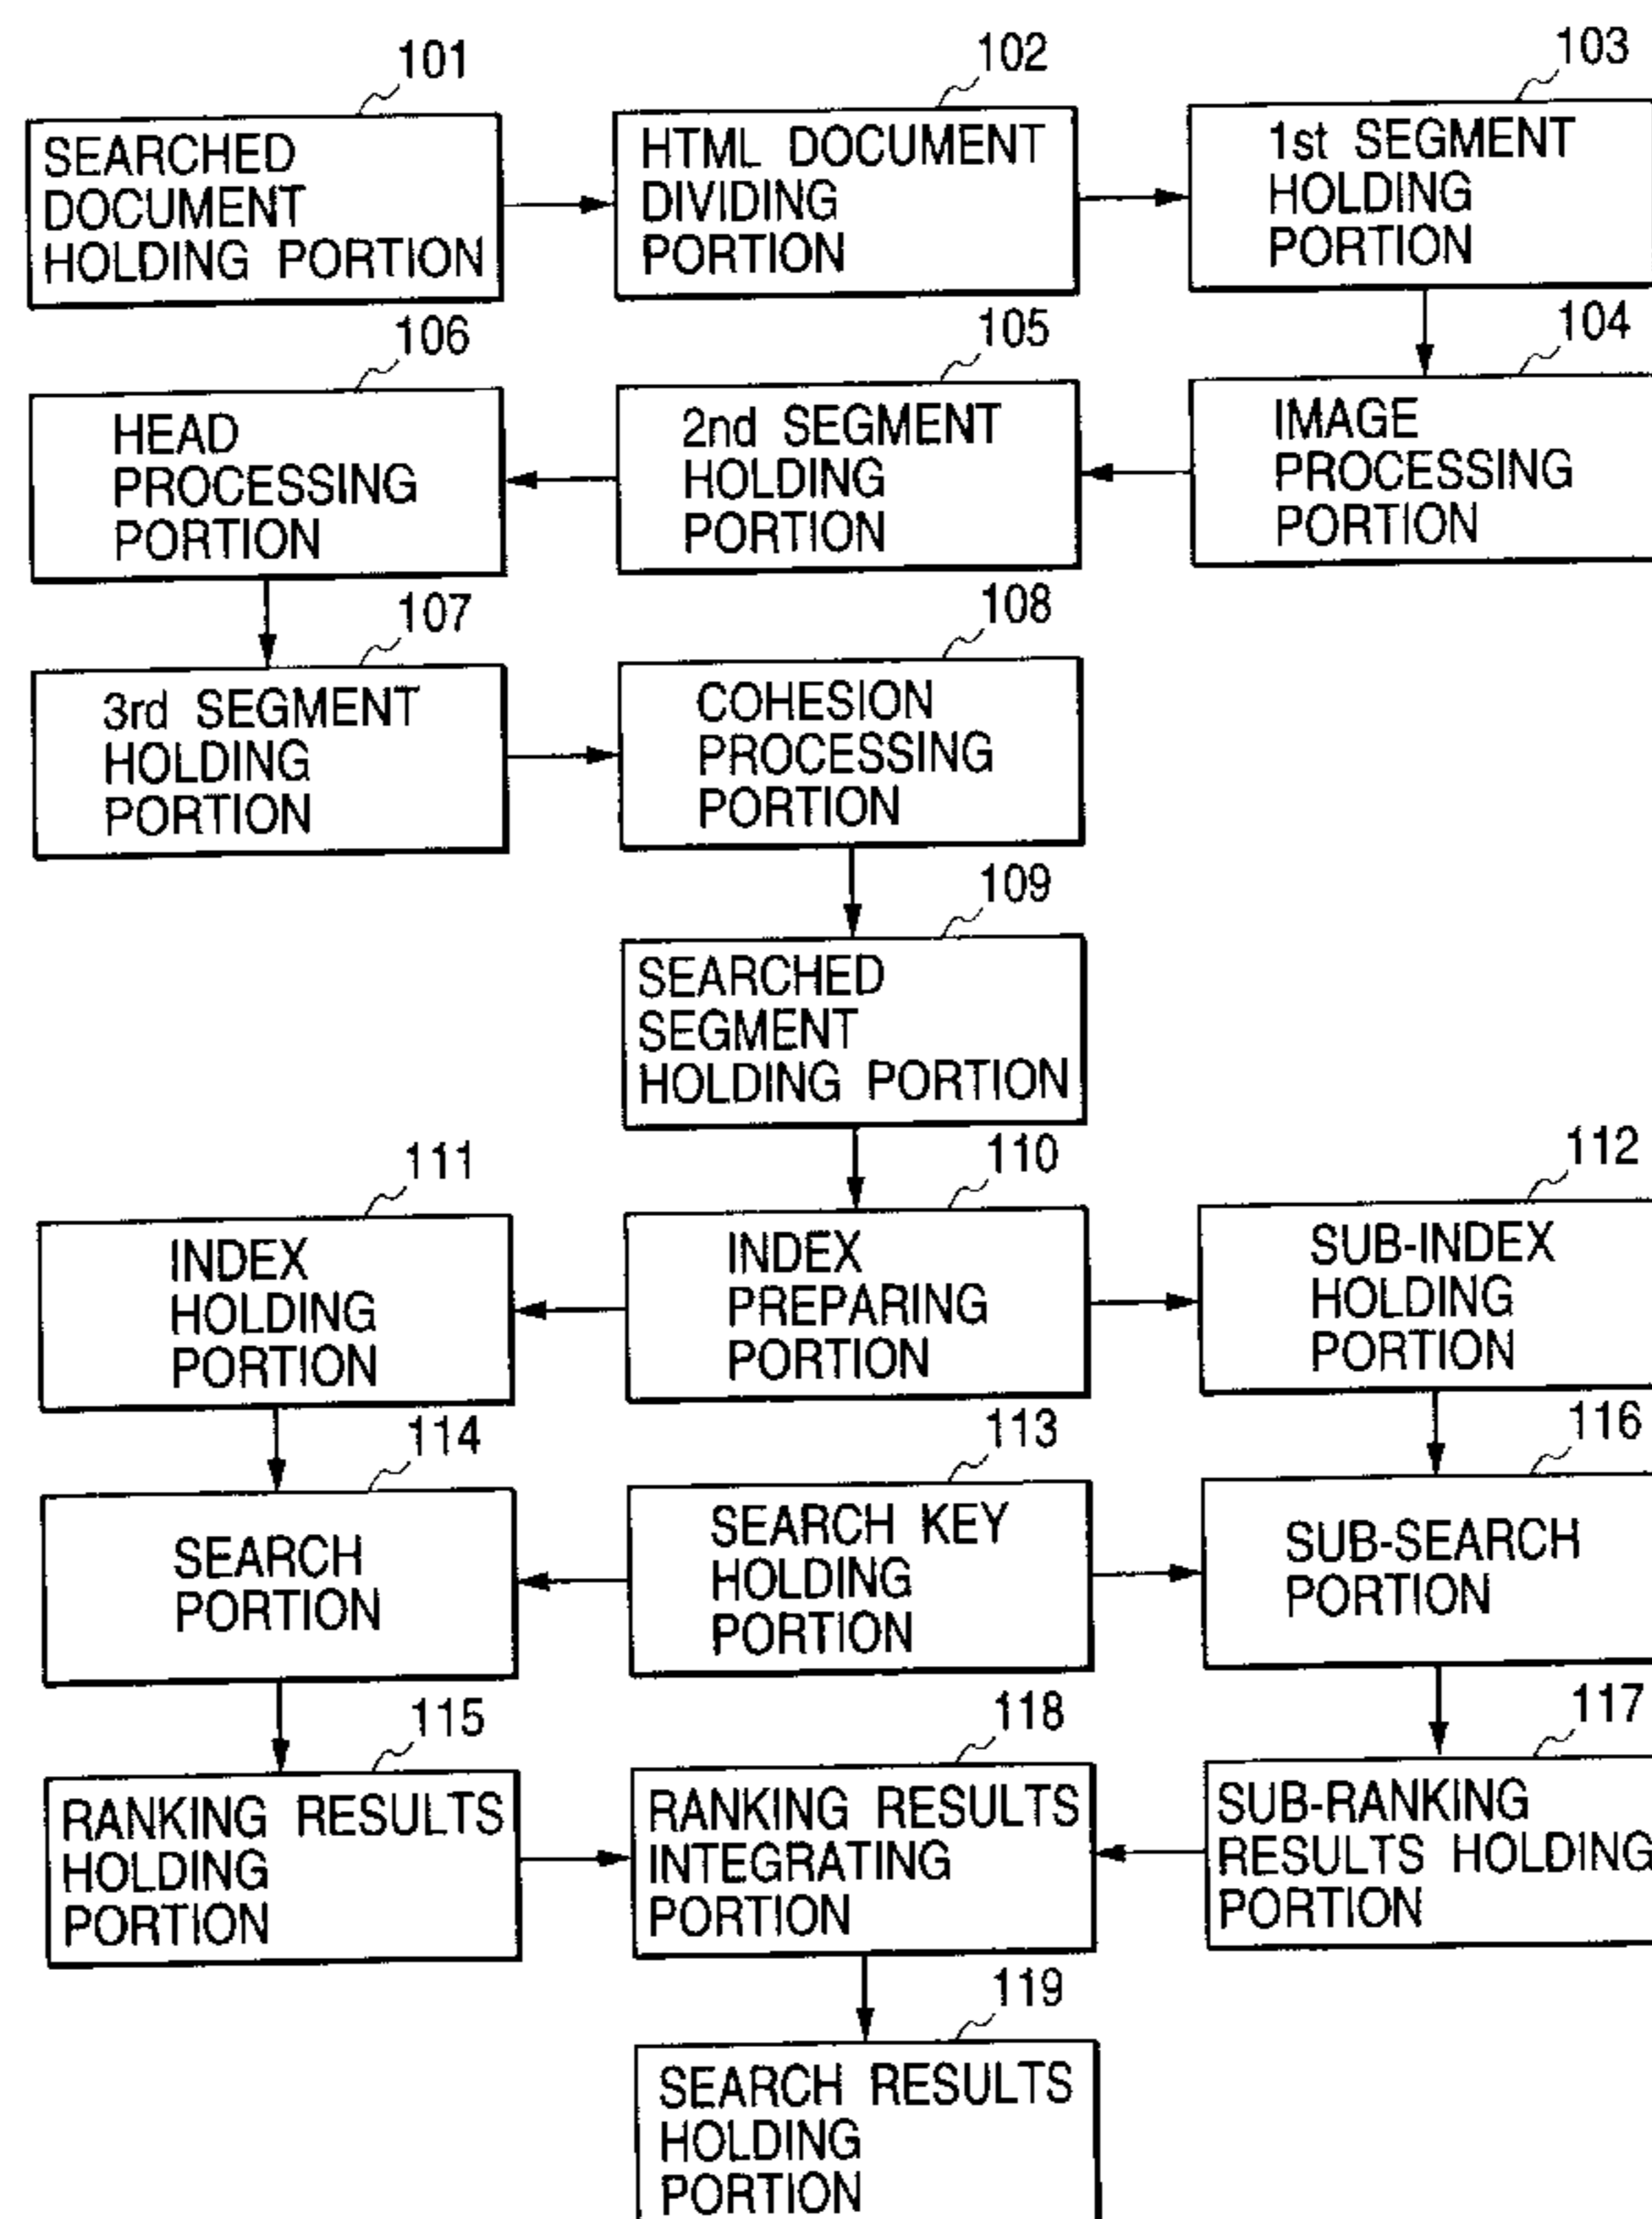 101
SEARCHED
DOCUMENT
HOLDING PORTION
102
HTML DOCUMENT
DIVIDING
PORTION
103
1st SEGMENT
HOLDING
PORTION
106
HEAD
PROCESSING
PORTION
105
2nd SEGMENT
HOLDING
PORTION
104
IMAGE
PROCESSING
PORTION
107
3rd SEGMENT
HOLDING
PORTION
108
COHESION
PROCESSING
PORTION
109
SEARCHED
SEGMENT
HOLDING PORTION
111
INDEX
HOLDING
PORTION
110
INDEX
PREPARING
PORTION
112
SUB-INDEX
HOLDING
PORTION
114
SEARCH
PORTION
113
SEARCH KEY
HOLDING
PORTION
116
SUB-SEARCH
PORTION
115
RANKING RESULTS
HOLDING
PORTION
118
RANKING RESULTS
INTEGRATING
PORTION
117
SUB-RANKING
RESULTS HOLDING
PORTION
119
SEARCH RESULTS
HOLDING
PORTION